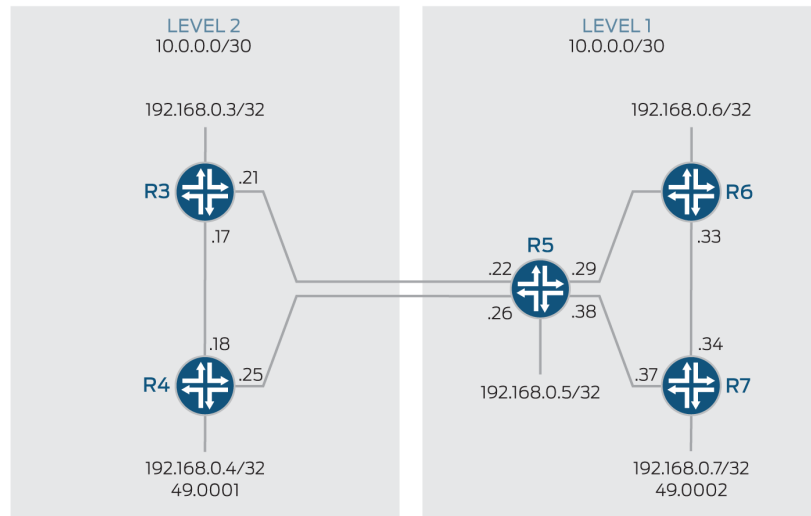 LEVEL 2
10.0.0.0/30
192.168.0.3/32
R3
.21
.17
.18
R4
.25
192.168.0.4/32
49.0001
LEVEL 1
10.0.0.0/30
192.168.0.6/32
R6
.33
R5
.22
.29
.26
.38
192.168.0.5/32
.34
.37
R7
192.168.0.7/32
49.0002